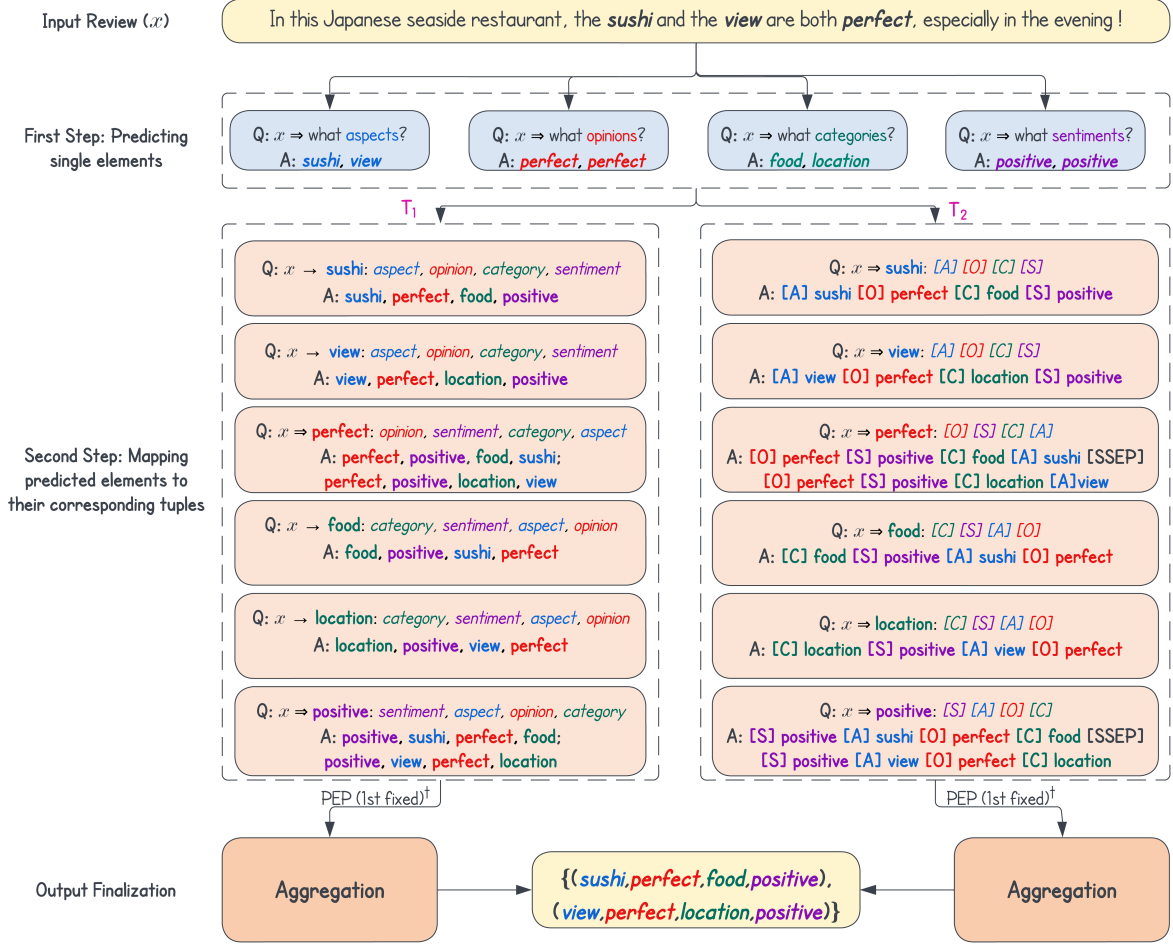 Input Review (x)
In this Japanese seaside restaurant, the sushi and the view are both perfect, especially in the evening !
First Step: Predicting
single elements
Q: x ⇒ what aspects?
A: sushi, view
Q: x ⇒ what opinions?
A: perfect, perfect
Q: x ⇒ what categories?
A: food, location
Q: x ⇒ what sentiments?
A: positive, positive
T1
T2
Second Step: Mapping
predicted elements to
their corresponding tuples
Q: x → sushi: aspect, opinion, category, sentiment
A: sushi, perfect, food, positive
Q: x → view: aspect, opinion, category, sentiment
A: view, perfect, location, positive
Q: x ⇒ perfect: opinion, sentiment, category, aspect
A: perfect, positive, food, sushi;
perfect, positive, location, view
Q: x → food: category, sentiment, aspect, opinion
A: food, positive, sushi, perfect
Q: x → location: category, sentiment, aspect, opinion
A: location, positive, view, perfect
Q: x ⇒ positive: sentiment, aspect, opinion, category
A: positive, sushi, perfect, food;
positive, view, perfect, location
Q: x ⇒ sushi: [A] [O] [C] [S]
A: [A] sushi [O] perfect [C] food [S] positive
Q: x ⇒ view: [A] [O] [C] [S]
A: [A] view [O] perfect [C] location [S] positive
Q: x ⇒ perfect: [O] [S] [C] [A]
A: [O] perfect [S] positive [C] food [A] sushi [SSEP]
[O] perfect [S] positive [C] location [A]view
Q: x ⇒ food: [C] [S] [A] [O]
A: [C] food [S] positive [A] sushi [O] perfect
Q: x ⇒ location: [C] [S] [A] [O]
A: [C] location [S] positive [A] view [O] perfect
Q: x ⇒ positive: [S] [A] [O] [C]
A: [S] positive [A] sushi [O] perfect [C] food [SSEP]
[S] positive [A] view [O] perfect [C] location
PEP (1st fixed)†
PEP (1st fixed)†
Output Finalization
Aggregation
{(sushi,perfect,food,positive),
(view,perfect,location,positive)}
Aggregation